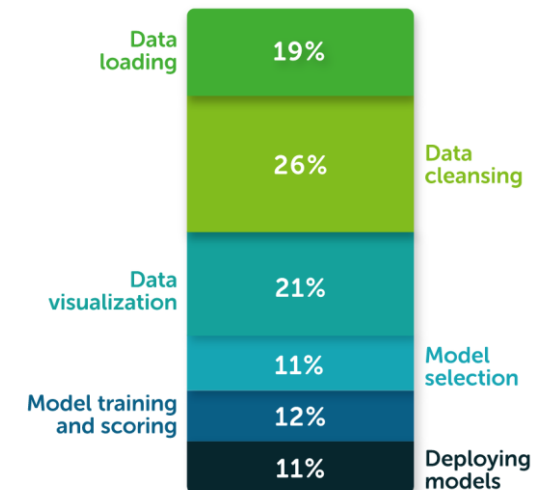 Data
loading
19%
26%
Data
cleansing
Data
visualization
21%
11%
Model
selection
Model training
and scoring
12%
11%
Deploying
models